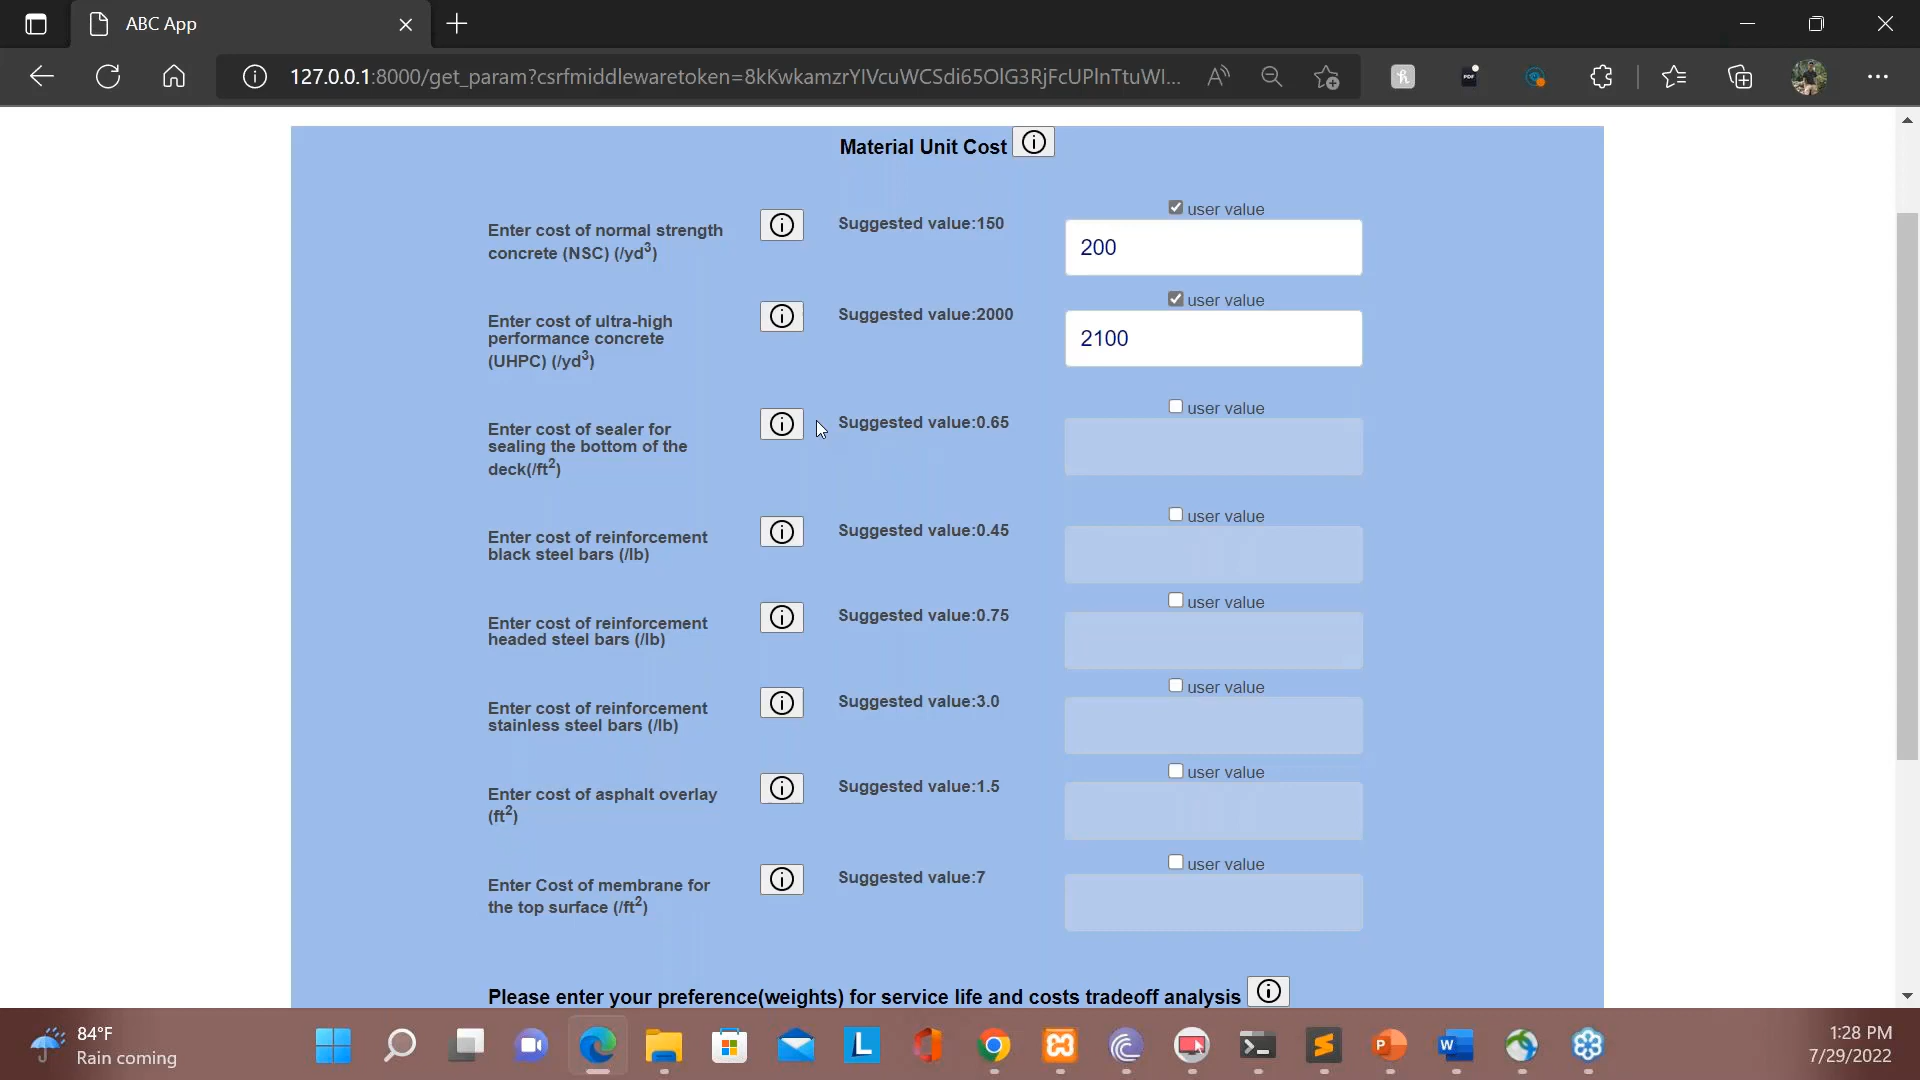 ABC App
127.0.0.1:8000/get_param?csrfmiddlewaretoken=8kKwkamzrYIVcuWCSdi65OlG3RjFcUPlnTtuWl...
Material Unit Cost
Enter cost of normal strength
concrete (NSC) (/yd³)
Suggested value:150
user value
200
Enter cost of ultra-high
performance concrete
(UHPC) (/yd³)
Suggested value:2000
user value
2100
Enter cost of sealer for
sealing the bottom of the
deck(/ft²)
Suggested value:0.65
user value
Enter cost of reinforcement
black steel bars (/lb)
Suggested value:0.45
user value
Enter cost of reinforcement
headed steel bars (/lb)
Suggested value:0.75
user value
Enter cost of reinforcement
stainless steel bars (/lb)
Suggested value:3.0
user value
Enter cost of asphalt overlay
(ft²)
Suggested value:1.5
user value
Enter Cost of membrane for
the top surface (/ft²)
Suggested value:7
user value
Please enter your preference(weights) for service life and costs tradeoff analysis
84°F
Rain coming
1:28 PM
7/29/2022